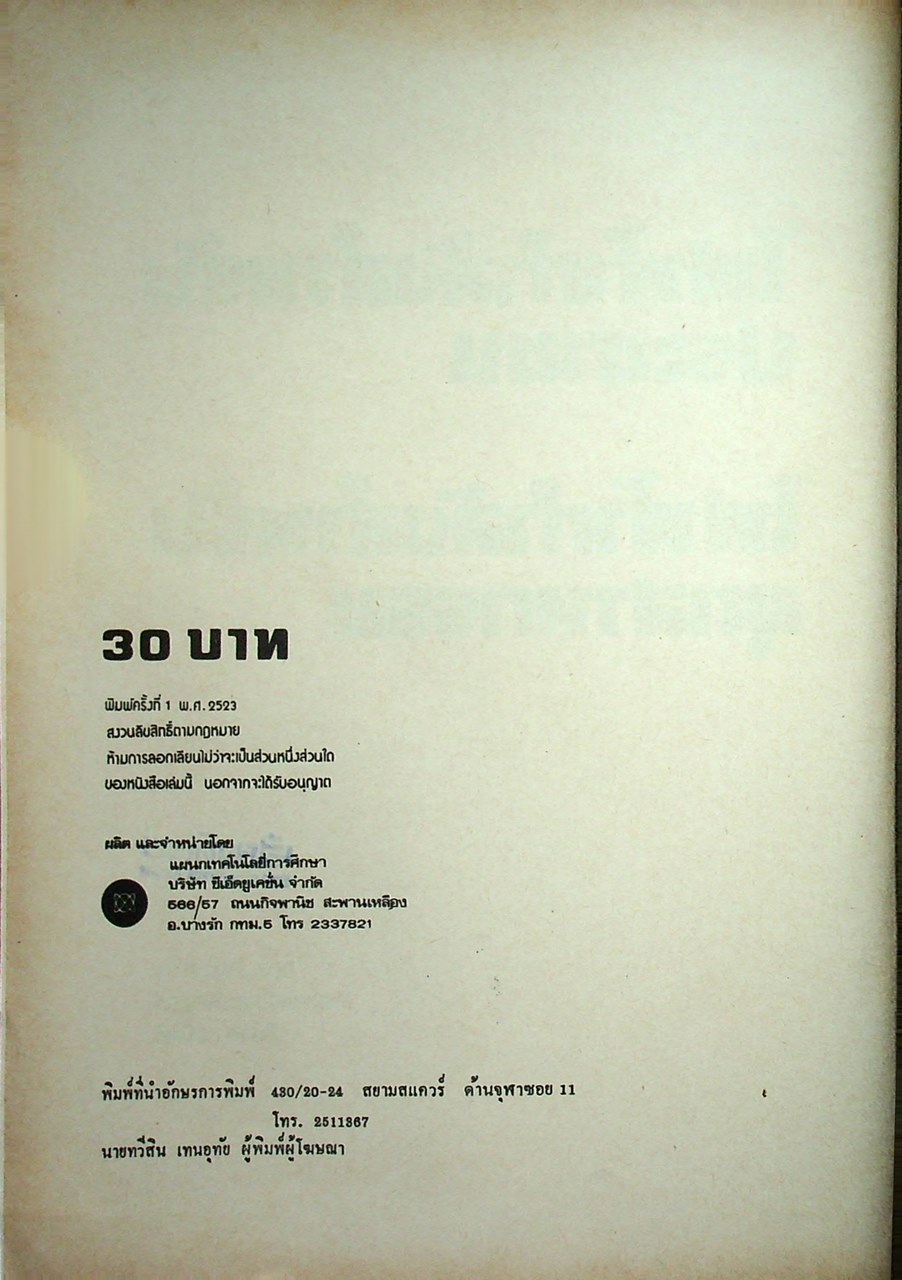 30 บาท
พิมพ์ครั้งที่ 1 พ.ศ. 2523
สงวนลิขสิทธิ์ตามกฎหมาย
ห้ามการลอกเลียนไม่ว่าจะเป็นส่วนหนึ่งส่วนใด
ของหนังสือเล่มนี้ นอกจากจะได้รับอนุญาต
ผลิต และจำหน่ายโดย
แผนกเทคโนโลยี่การศึกษา
บริษัท ซีเอ็ดยูเคชั่น จำกัด
566/57 ถนนกิจพานิช สะพานเหลือง
อ.บางรัก กทม.5 โทร 2337821
พิมพ์ที่นำอักษรการพิมพ์ 430/20-24 สยามสแควร์ ด้านจุฬาซอย 11
โทร. 2511367
นายทวีสิน เทนอุทัย ผู้พิมพ์ผู้โฆษณา